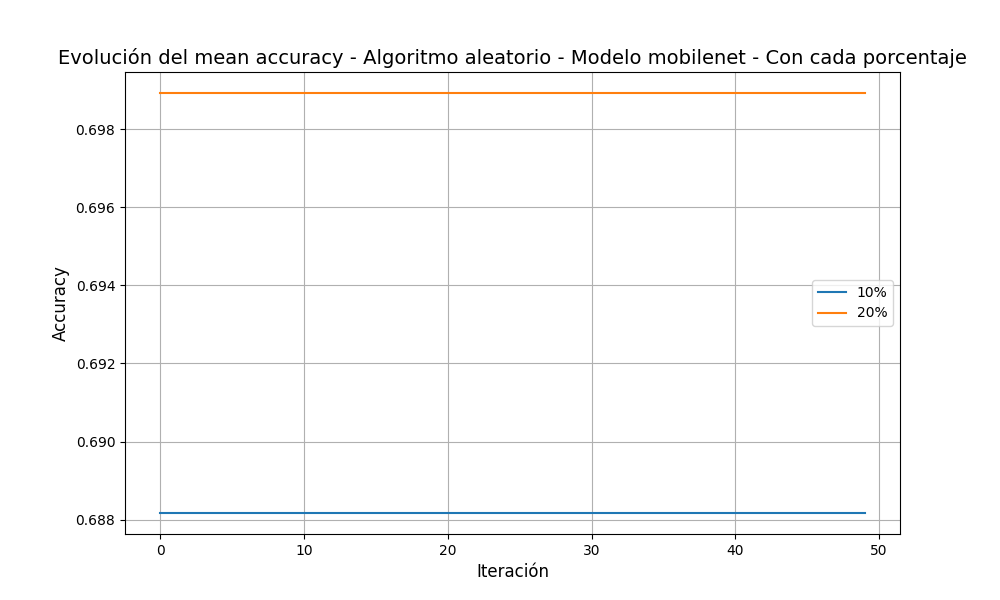 Evolución del mean accuracy - Algoritmo aleatorio - Modelo mobilenet - Con cada porcentaje
Accuracy
0.698
0.696
0.694
0.692
0.690
0.688
10%
20%
0 10 20 30 40 50
Iteración